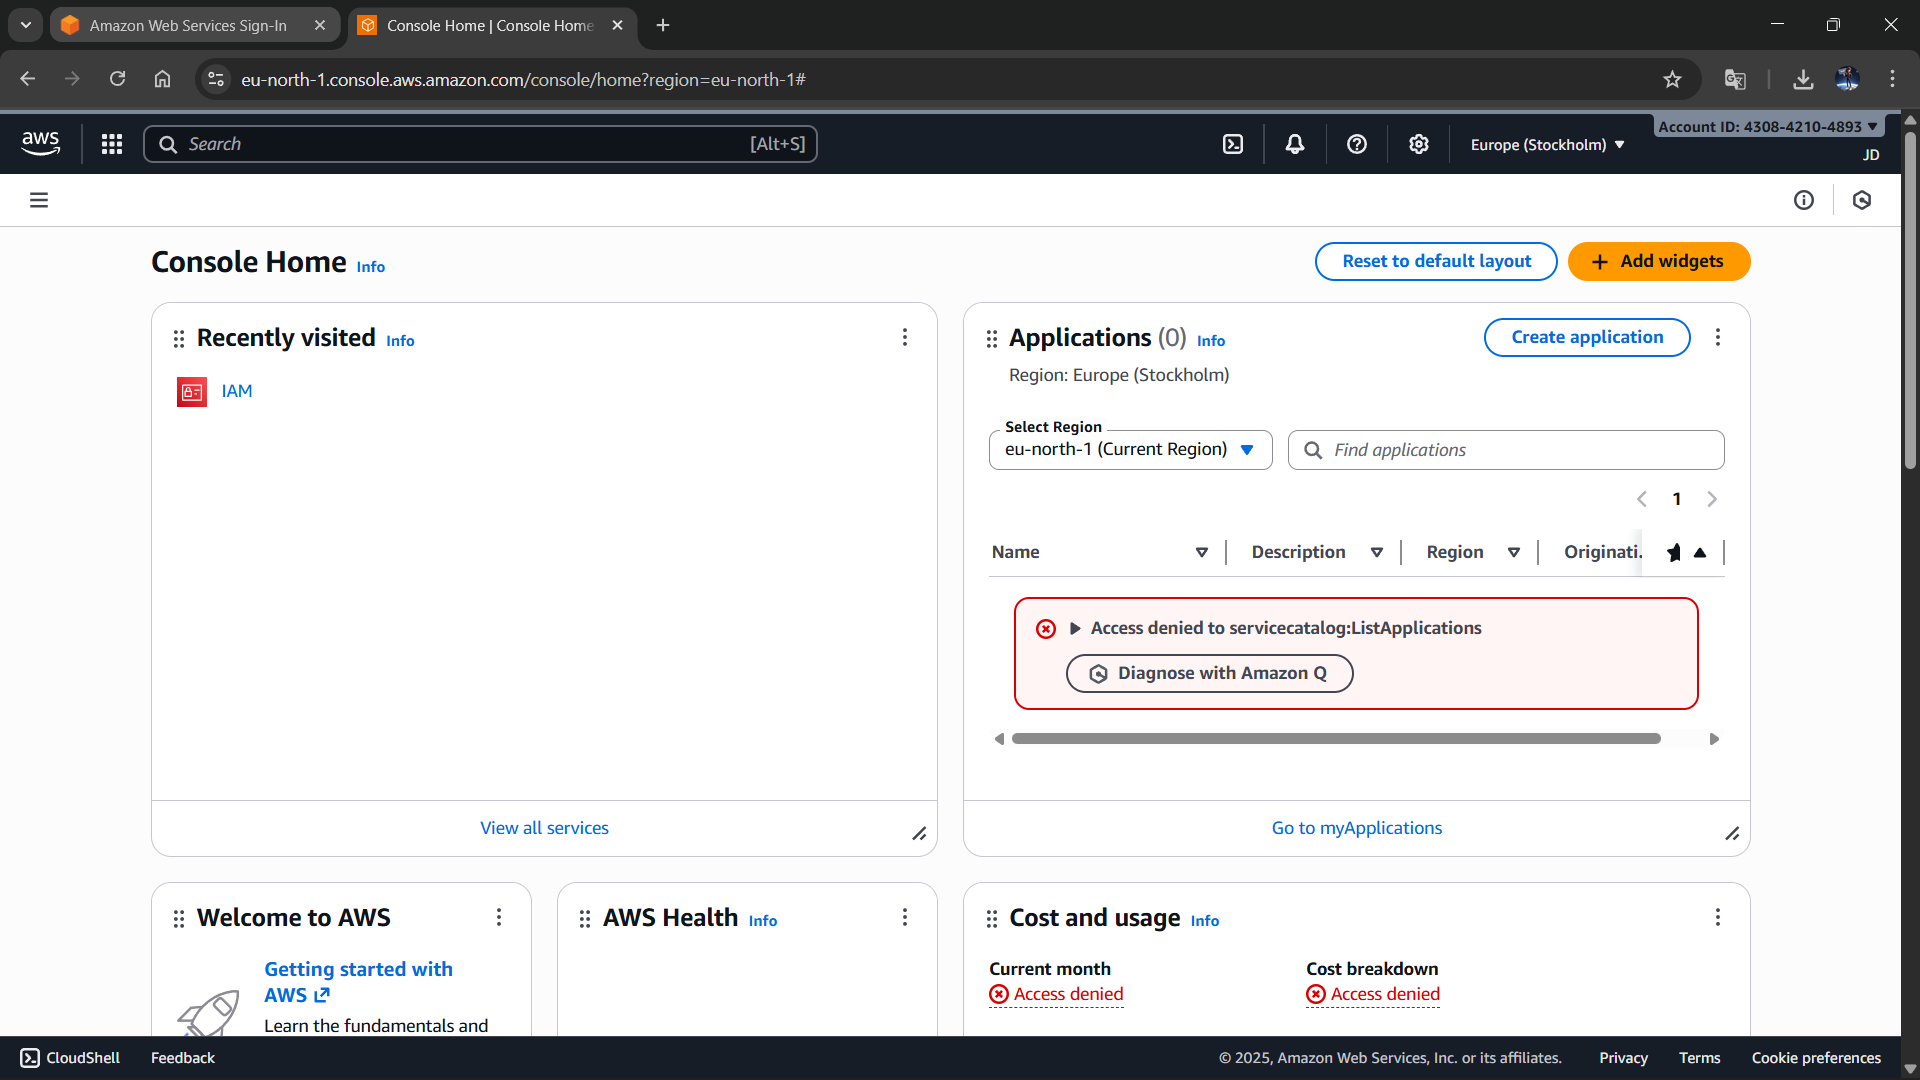 Amazon Web Services Sign-In
Console Home | Console Home
eu-north-1.console.aws.amazon.com/console/home?region=eu-north-1#
aws
Search
[Alt+S]
Europe (Stockholm)
Account ID: 4308-4210-4893
JD
Console Home Info
Reset to default layout
Add widgets
Recently visited Info
IAM
View all services
Applications (0) Info
Create application
Region: Europe (Stockholm)
Select Region
eu-north-1 (Current Region)
Find applications
1
Name
Description
Region
Originati.
Access denied to servicecatalog:ListApplications
Diagnose with Amazon Q
Go to myApplications
Welcome to AWS
Getting started with
AWS
Learn the fundamentals and
AWS Health Info
Cost and usage Info
Current month
Access denied
Cost breakdown
Access denied
CloudShell
Feedback
© 2025, Amazon Web Services, Inc. or its affiliates.
Privacy
Terms
Cookie preferences